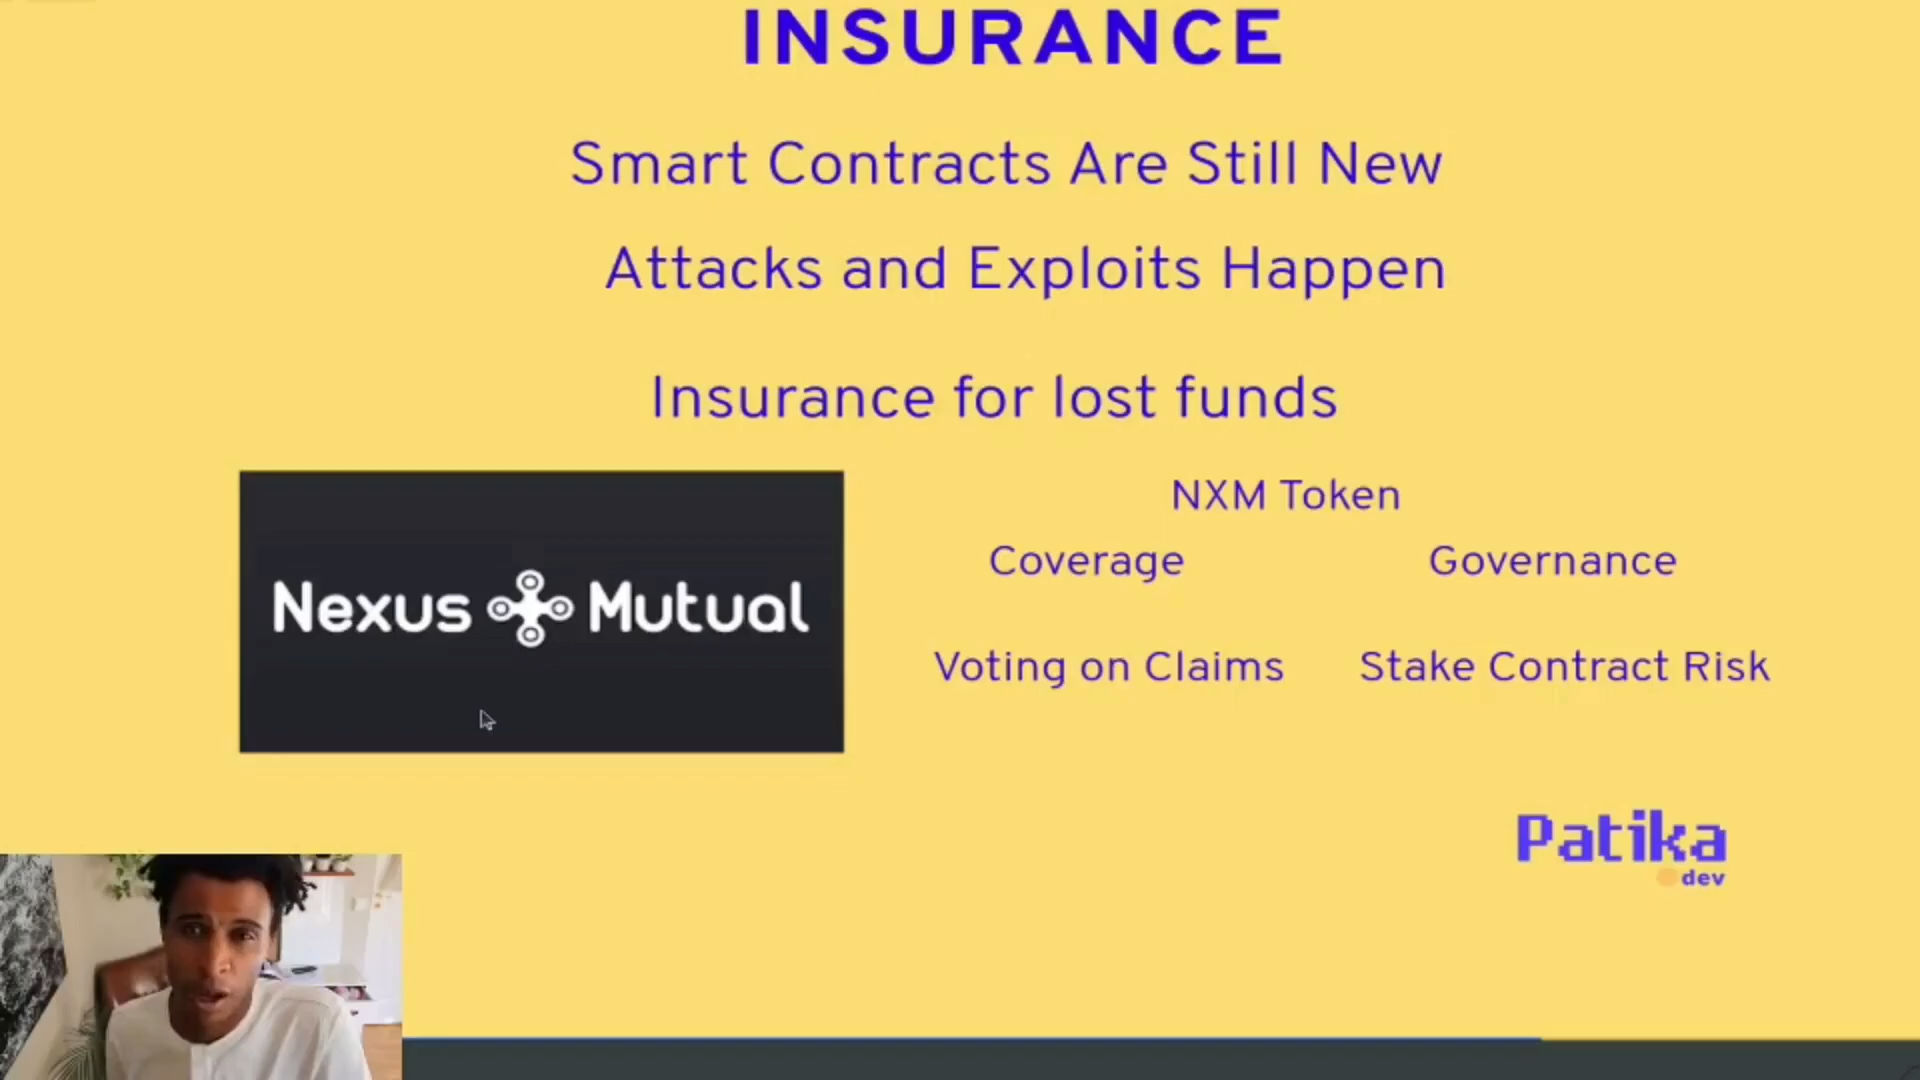 INSURANCE
Smart Contracts Are Still New
Attacks and Exploits Happen
Insurance for lost funds
Nexus Mutual
NXM Token
Coverage
Governance
Voting on Claims
Stake Contract Risk
Patika
dev